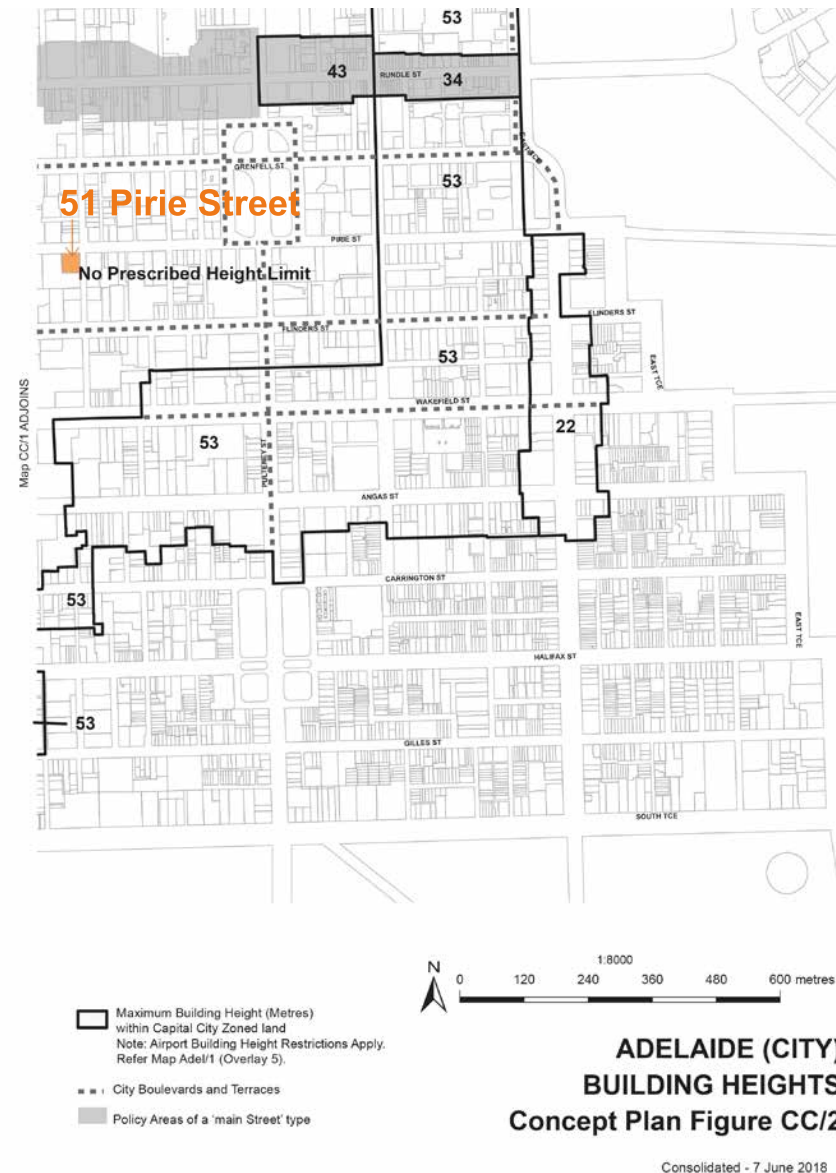 53
43
RUNDLE ST
34
EAST TCE
GRENFELL ST
53
51 Pirie Street
PIRIE ST
No Prescribed Height Limit
FLINDERS ST
FLINDERS ST
53
EAST TCE
WAKEFIELD ST
Map CC/1 ADJOINS
53
PULTENEY ST
22
ANGAS ST
CARRINGTON ST
53
EAST TCE
HALIFAX ST
53
GILLES ST
SOUTH TCE
N
1:8000
0 120 240 360 480 600 metres
Maximum Building Height (Metres)
within Capital City Zoned land
Note: Airport Building Height Restrictions Apply.
Refer Map Adel/1 (Overlay 5).
City Boulevards and Terraces
Policy Areas of a 'main Street' type
ADELAIDE (CITY)
BUILDING HEIGHTS
Concept Plan Figure CC/2
Consolidated - 7 June 2018